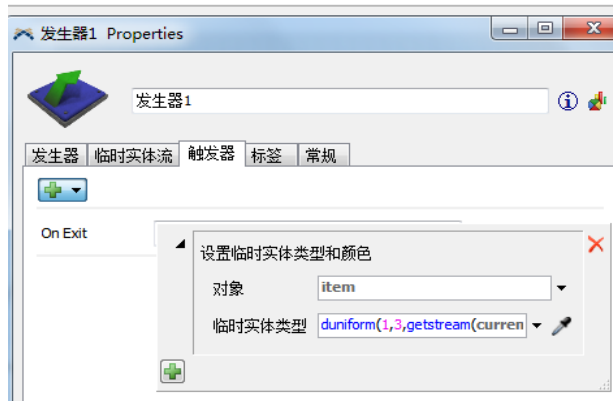 发生器1 Properties
发生器1
发生器 临时实体流 触发器 标签 常规
On Exit
设置临时实体类型和颜色
对象 item
临时实体类型 duniform(1,3,getstream(curren